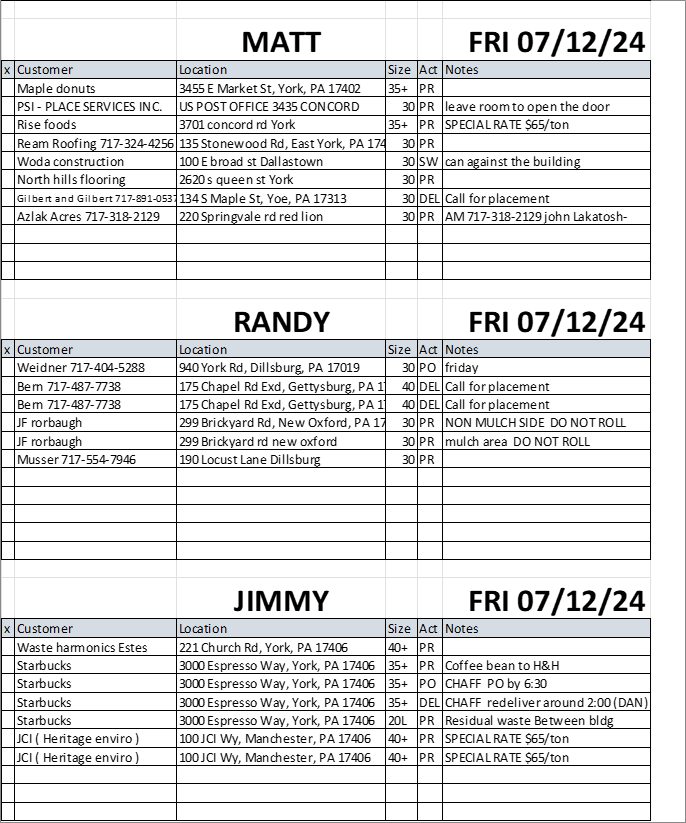 MATT FRI 07/12/24
x Customer Location Size Act Notes
Maple donuts 3455 E Market St, York, PA 17402 35+ PR
PSI - PLACE SERVICES INC. US POST OFFICE 3435 CONCORD 30 PR leave room to open the door
Rise foods 3701 concord rd York 35+ PR SPECIAL RATE $65/ton
Ream Roofing 717-324-4256 135 Stonewood Rd, East York, PA 174 30 PR
Woda construction 100 E broad st Dallastown 30 SW can against the building
North hills flooring 2620 s queen st York 30 PR
Gilbert and Gilbert 717-891-0537 134 S Maple St, Yoe, PA 17313 30 DEL Call for placement
Azlak Acres 717-318-2129 220 Springvale rd red lion 30 PR AM 717-318-2129 john Lakatosh-
RANDY FRI 07/12/24
x Customer Location Size Act Notes
Weidner 717-404-5288 940 York Rd, Dillsburg, PA 17019 30 PO friday
Bern 717-487-7738 175 Chapel Rd Exd, Gettysburg, PA 17 40 DEL Call for placement
Bern 717-487-7738 175 Chapel Rd Exd, Gettysburg, PA 17 40 DEL Call for placement
JF rorbaugh 299 Brickyard Rd, New Oxford, PA 17 30 PR NON MULCH SIDE DO NOT ROLL
JF rorbaugh 299 Brickyard rd new oxford 30 PR mulch area DO NOT ROLL
Musser 717-554-7946 190 Locust Lane Dillsburg 30 PR
JIMMY FRI 07/12/24
x Customer Location Size Act Notes
Waste harmonics Estes 221 Church Rd, York, PA 17406 40+ PR
Starbucks 3000 Espresso Way, York, PA 17406 35+ PR Coffee bean to H&H
Starbucks 3000 Espresso Way, York, PA 17406 35+ PO CHAFF PO by 6:30
Starbucks 3000 Espresso Way, York, PA 17406 35+ DEL CHAFF redeliver around 2:00 (DAN)
Starbucks 3000 Espresso Way, York, PA 17406 20L PR Residual waste Between bldg
JCI ( Heritage enviro ) 100 JCI Wy, Manchester, PA 17406 40+ PR SPECIAL RATE $65/ton
JCI ( Heritage enviro ) 100 JCI Wy, Manchester, PA 17406 40+ PR SPECIAL RATE $65/ton